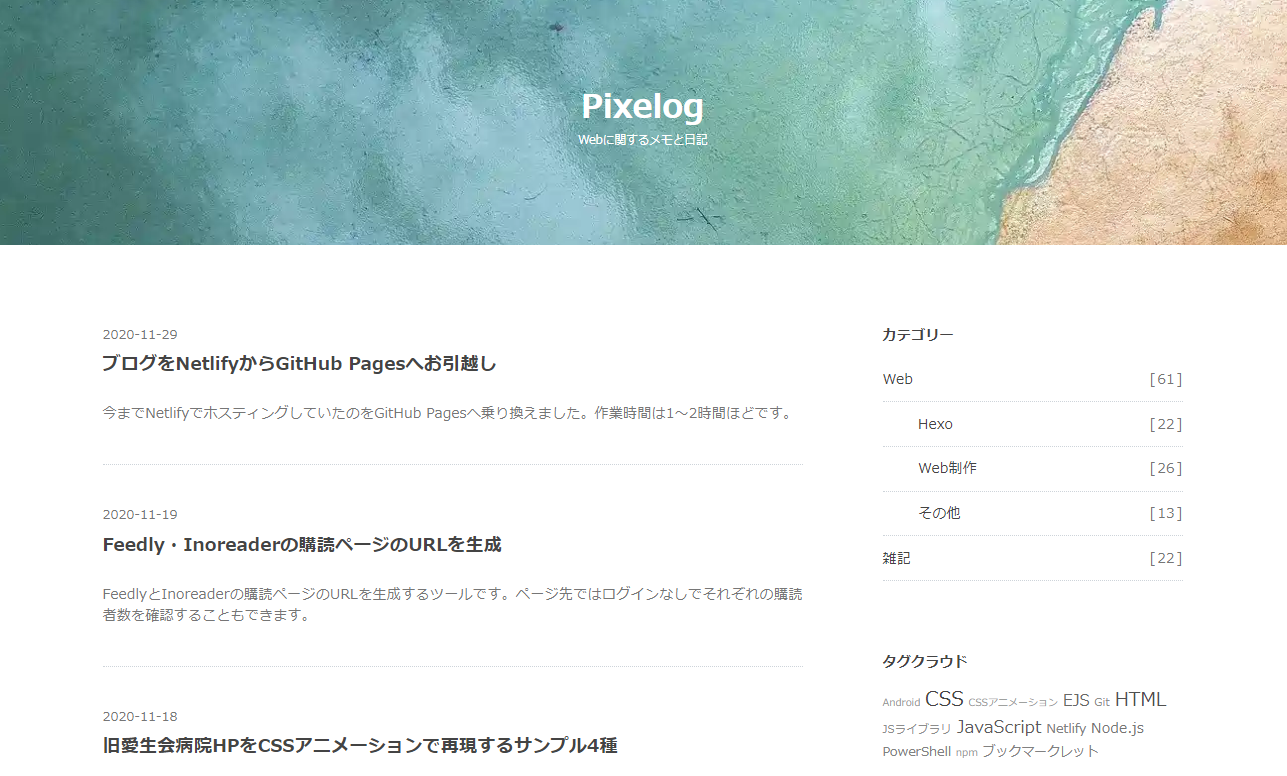 Pixelog
Webに関するメモと日記
2020-11-29
ブログをNetlifyからGitHub Pagesへお引越し
今までNetlifyでホスティングしていたのをGitHub Pagesへ乗り換えました。作業時間は1〜2時間ほどです。
2020-11-19
Feedly・Inoreaderの購読ページのURLを生成
FeedlyとInoreaderの購読ページのURLを生成するツールです。ページ先ではログインなしでそれぞれの購読
者数を確認することもできます。
2020-11-18
旧愛生会病院HPをCSSアニメーションで再現するサンプル4種
カテゴリー
Web [61]
Hexo [22]
Web制作 [26]
その他 [13]
雑記 [22]
タグクラウド
Android CSS CSSアニメーション EJS Git HTML
JSライブラリ JavaScript Netlify Node.js
PowerShell npm ブックマークレット